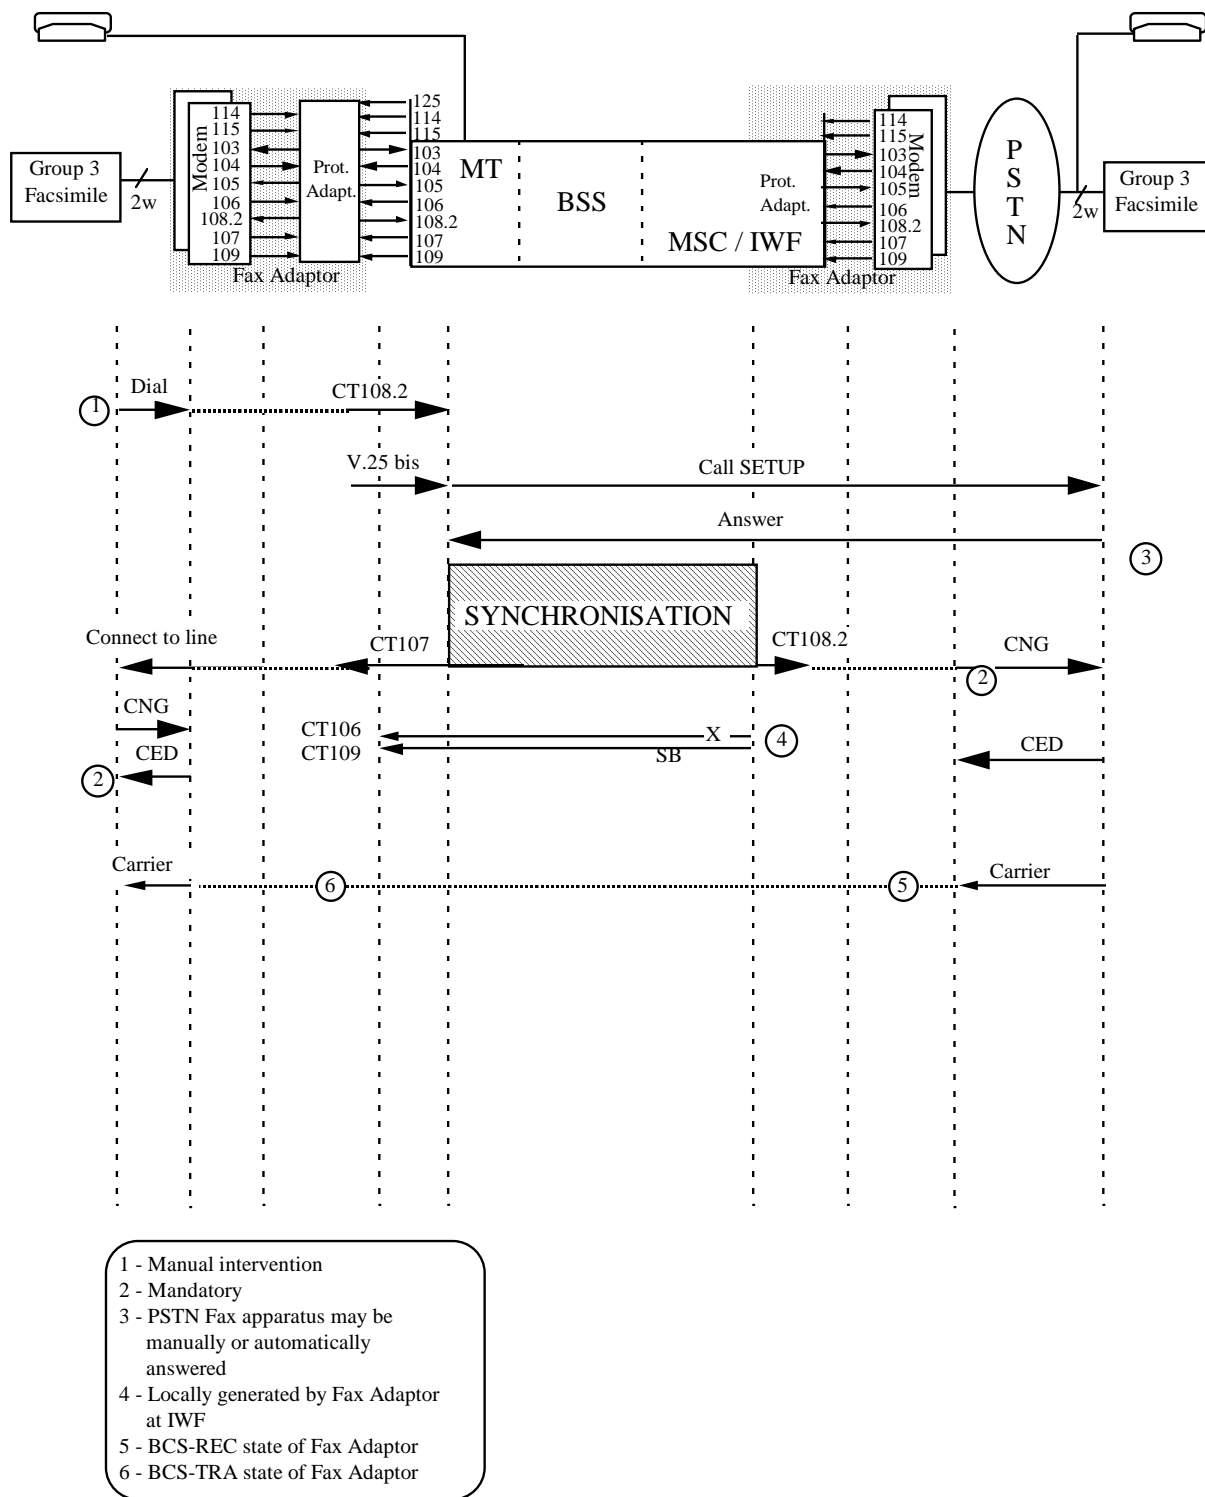 125
114
114
114
115
115
115
103
103
103
104
104
104
105
105
105
106
106
106
108.2
108.2
108.2
107
107
107
109
109
109
Modem
Prot.
Adapt.
MT
BSS
Prot.
Adapt.
MSC / IWF
Modem
P
S
T
N
Group 3
Facsimile
2w
Group 3
Facsimile
2w
Fax Adaptor
Fax Adaptor
Dial
CT108.2
1
V.25 bis
Call SETUP
Answer
3
SYNCHRONISATION
Connect to line
CT107
CT108.2
CNG
2
CNG
CT106
X
4
CT109
SB
CED
CED
2
Carrier
6
5
Carrier
1 - Manual intervention
2 - Mandatory
3 - PSTN Fax apparatus may be
manually or automatically
answered
4 - Locally generated by Fax Adaptor
at IWF
5 - BCS-REC state of Fax Adaptor
6 - BCS-TRA state of Fax Adaptor